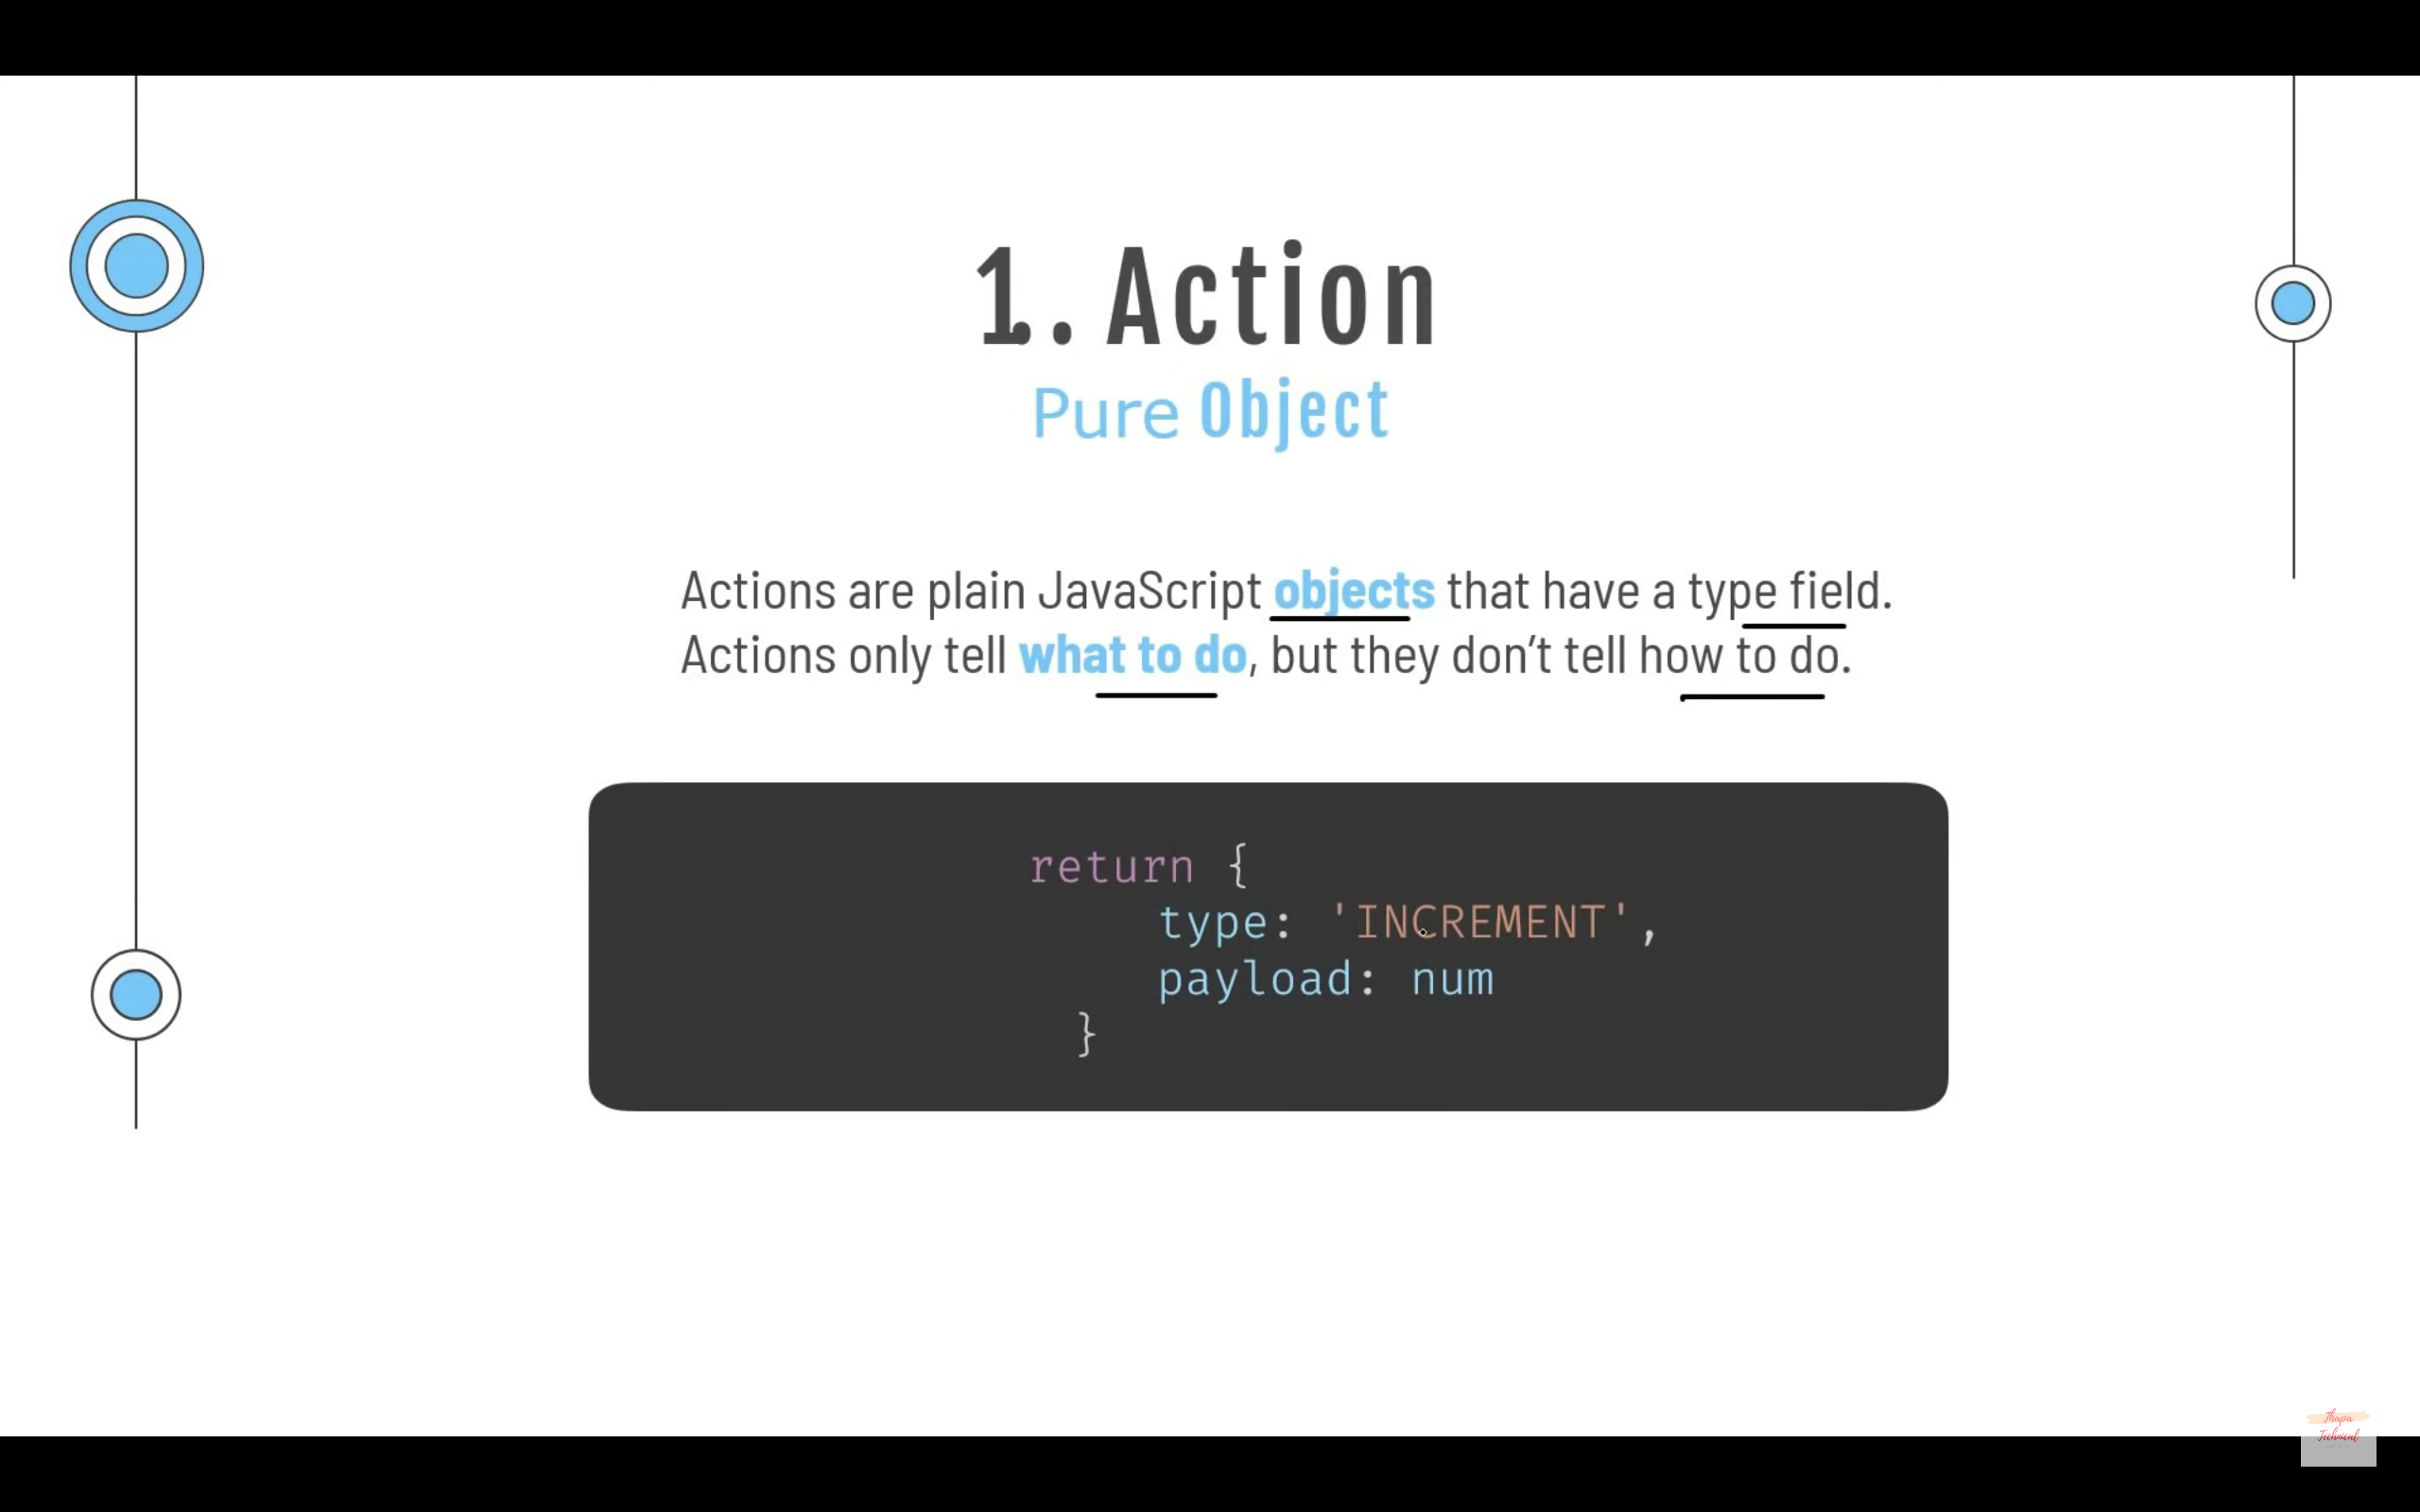 1. Action
Pure Object
Actions are plain JavaScript objects that have a type field.
Actions only tell what to do, but they don’t tell how to do.
return {
type: 'INCREMENT',
payload: num
}
Thapa
Technical